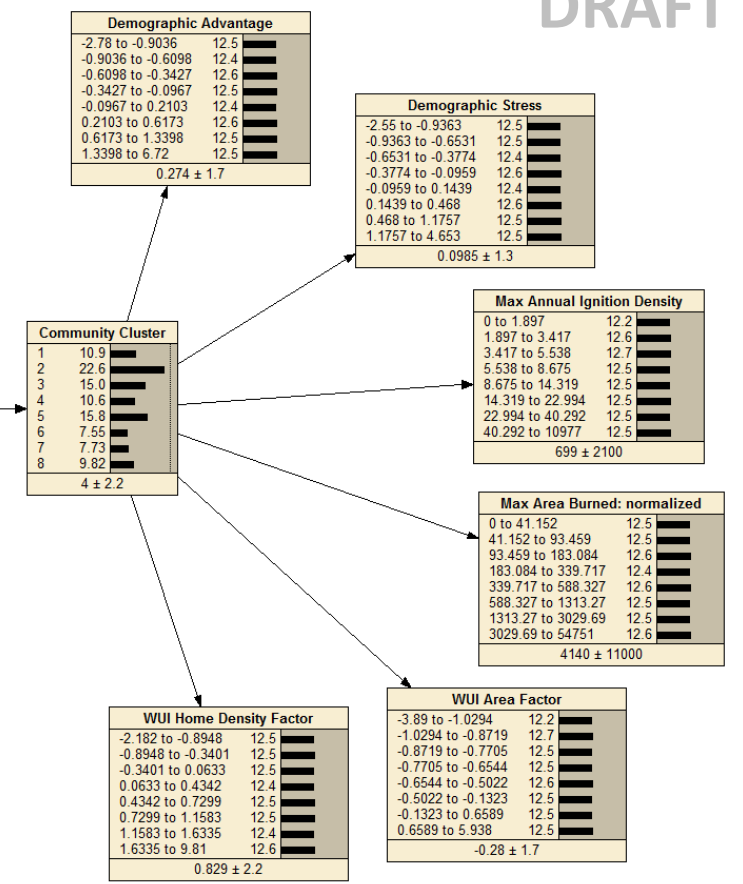 DRAFT
Demographic Advantage
-2.78 to -0.9036 12.5
-0.9036 to -0.6098 12.4
-0.6098 to -0.3427 12.6
-0.3427 to -0.0967 12.5
-0.0967 to 0.2103 12.4
0.2103 to 0.6173 12.6
0.6173 to 1.3398 12.5
1.3398 to 6.72 12.5
0.274 ± 1.7
Demographic Stress
-2.55 to -0.9363 12.5
-0.9363 to -0.6531 12.5
-0.6531 to -0.3774 12.4
-0.3774 to -0.0959 12.6
-0.0959 to 0.1439 12.4
0.1439 to 0.468 12.6
0.468 to 1.1757 12.5
1.1757 to 4.653 12.5
0.0985 ± 1.3
Max Annual Ignition Density
0 to 1.897 12.2
1.897 to 3.417 12.6
3.417 to 5.538 12.7
5.538 to 8.675 12.5
8.675 to 14.319 12.5
14.319 to 22.994 12.5
22.994 to 40.292 12.5
40.292 to 10977 12.5
699 ± 2100
Community Cluster
1 10.9
2 22.6
3 15.0
4 10.6
5 15.8
6 7.55
7 7.73
8 9.82
4 ± 2.2
Max Area Burned: normalized
0 to 41.152 12.5
41.152 to 93.459 12.5
93.459 to 183.084 12.6
183.084 to 339.717 12.4
339.717 to 588.327 12.6
588.327 to 1313.27 12.5
1313.27 to 3029.69 12.5
3029.69 to 54751 12.6
4140 ± 11000
WUI Home Density Factor
-2.182 to -0.8948 12.5
-0.8948 to -0.3401 12.5
-0.3401 to 0.0633 12.5
0.0633 to 0.4342 12.4
0.4342 to 0.7299 12.5
0.7299 to 1.1583 12.5
1.1583 to 1.6335 12.4
1.6335 to 9.81 12.6
0.829 ± 2.2
WUI Area Factor
-3.89 to -1.0294 12.2
-1.0294 to -0.8719 12.7
-0.8719 to -0.7705 12.5
-0.7705 to -0.6544 12.5
-0.6544 to -0.5022 12.6
-0.5022 to -0.1323 12.5
-0.1323 to 0.6589 12.5
0.6589 to 5.938 12.5
-0.28 ± 1.7